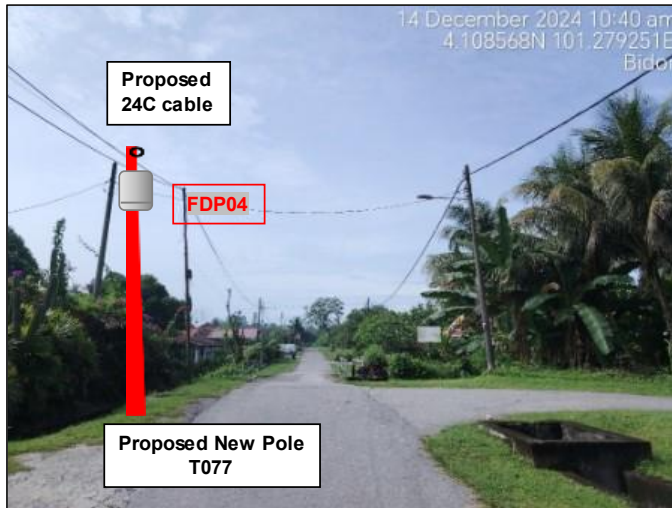 14 December 2024 10:40 am
4.108568N 101.279251E
Bidor
Proposed
24C cable
FDP04
Proposed New Pole
T077